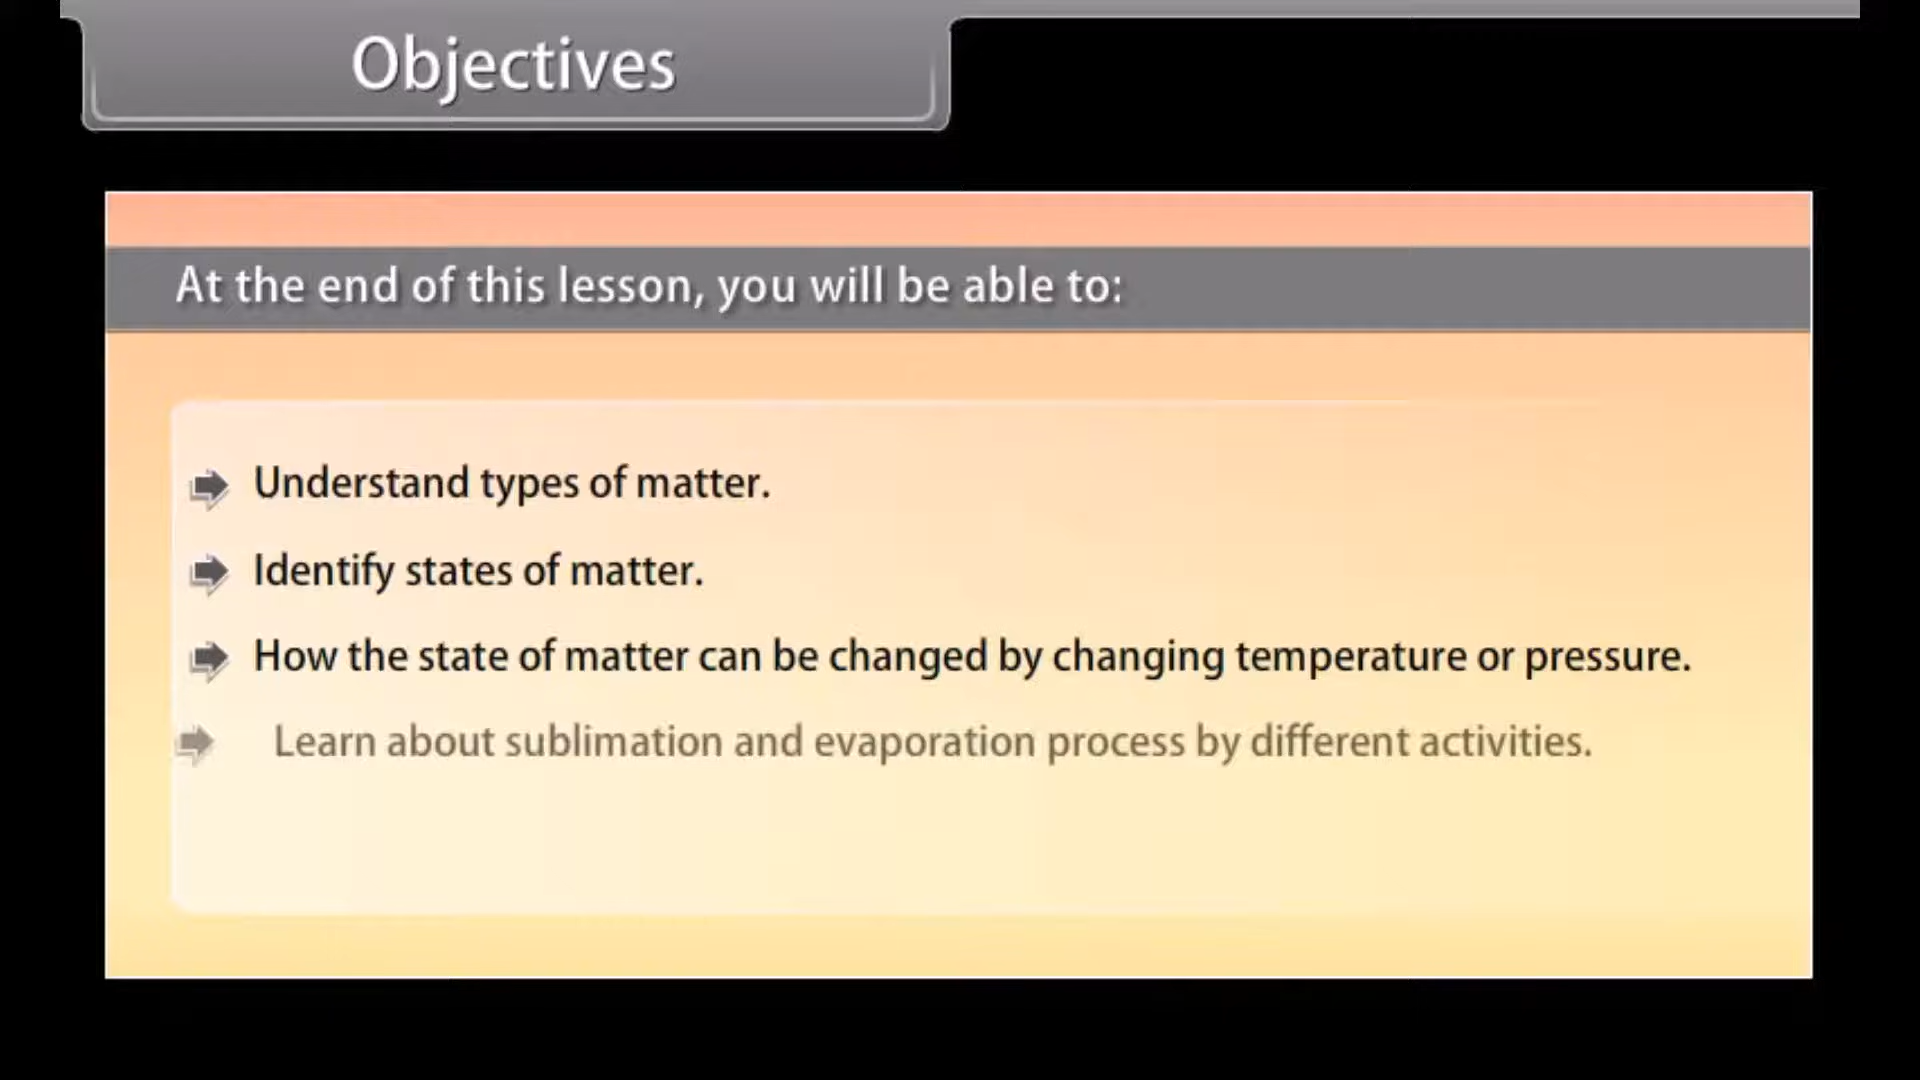 Objectives
At the end of this lesson, you will be able to:
Understand types of matter.
Identify states of matter.
How the state of matter can be changed by changing temperature or pressure.
Learn about sublimation and evaporation process by different activities.